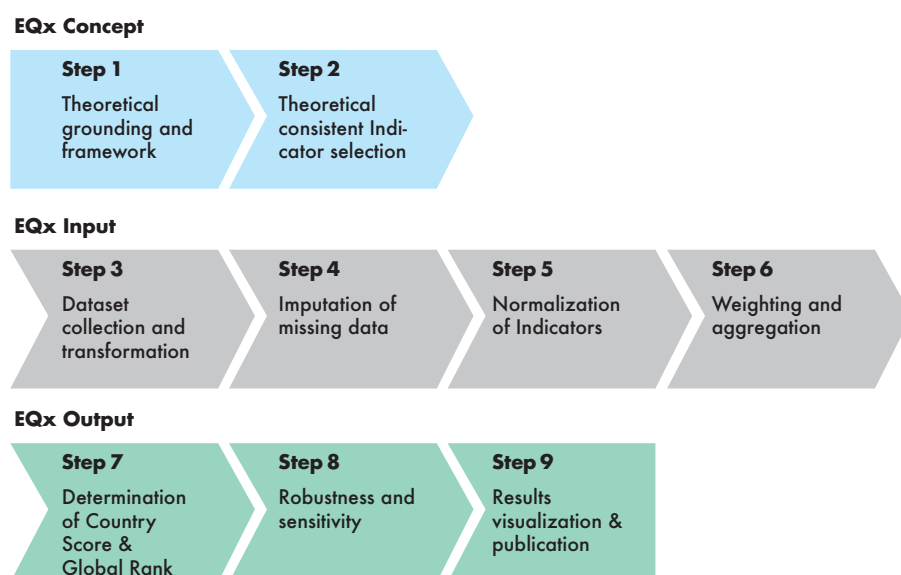 EQx Concept
Step 1
Theoretical
grounding and
framework
Step 2
Theoretical
consistent Indi-
cator selection
EQx Input
Step 3
Dataset
collection and
transformation
Step 4
Imputation of
missing data
Step 5
Normalization
of Indicators
Step 6
Weighting and
aggregation
EQx Output
Step 7
Determination
of Country
Score &
Global Rank
Step 8
Robustness and
sensitivity
Step 9
Results
visualization &
publication